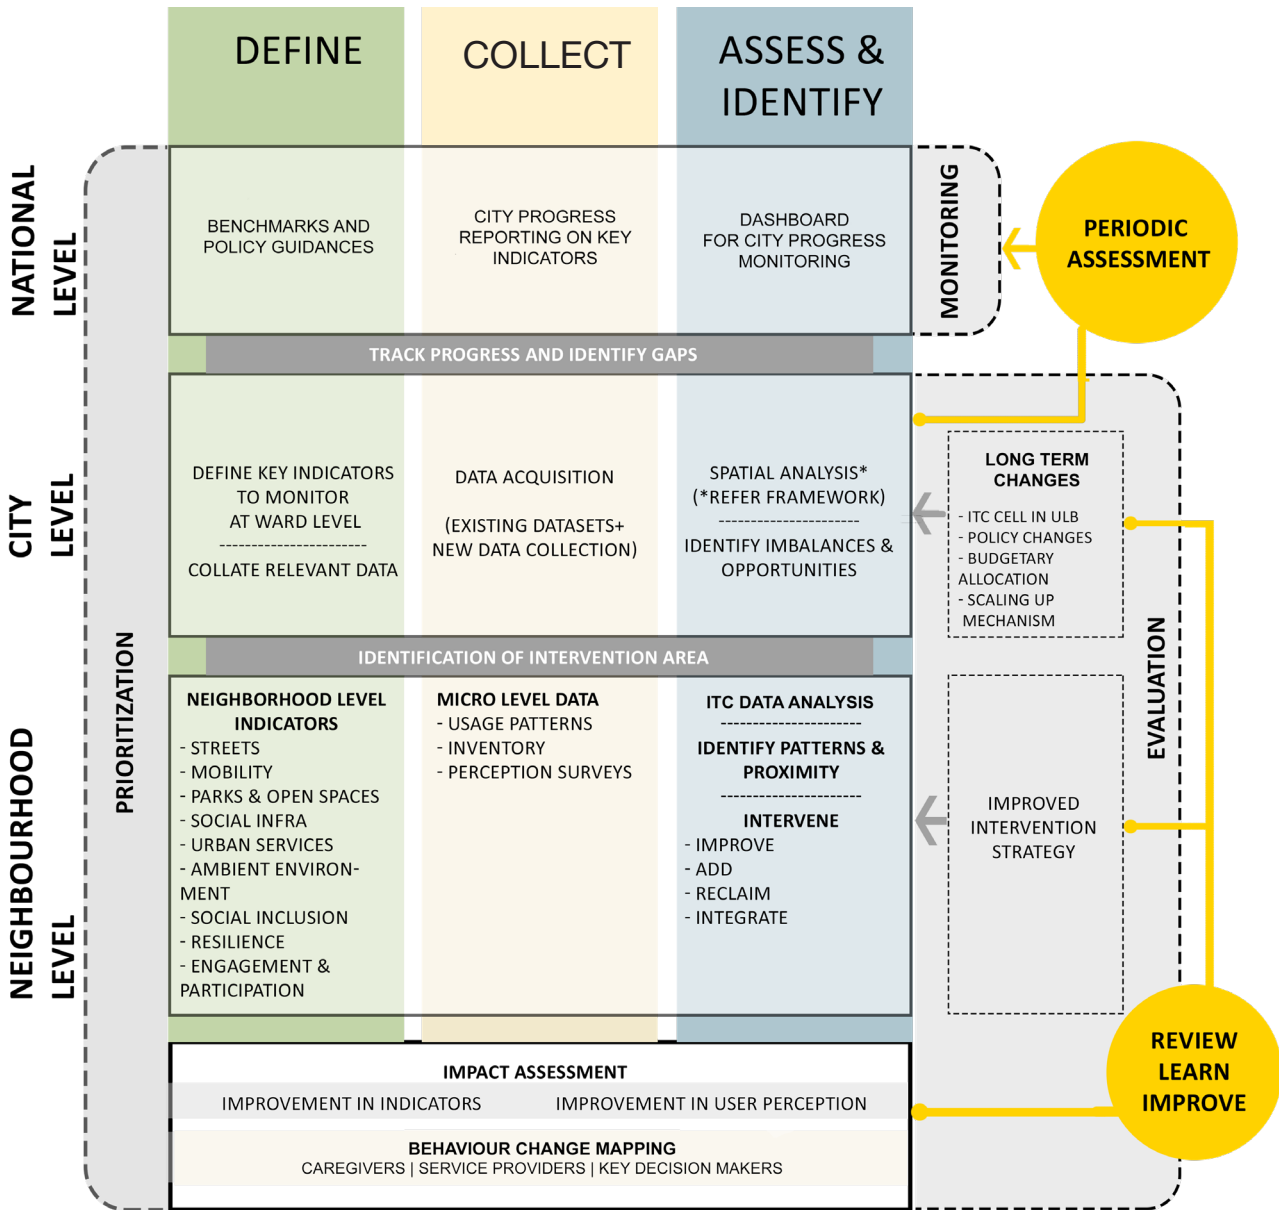 DEFINE
COLLECT
ASSESS &
IDENTIFY
NATIONAL
LEVEL
BENCHMARKS AND
POLICY GUIDANCES
CITY PROGRESS
REPORTING ON KEY
INDICATORS
DASHBOARD
FOR CITY PROGRESS
MONITORING
MONITORING
PERIODIC
ASSESSMENT
TRACK PROGRESS AND IDENTIFY GAPS
CITY
LEVEL
DEFINE KEY INDICATORS
TO MONITOR
AT WARD LEVEL
-----------------------
COLLATE RELEVANT DATA
DATA ACQUISITION
(EXISTING DATASETS+
NEW DATA COLLECTION)
SPATIAL ANALYSIS*
(*REFER FRAMEWORK)
----------------------
IDENTIFY IMBALANCES &
OPPORTUNITIES
LONG TERM
CHANGES
- ITC CELL IN ULB
- POLICY CHANGES
- BUDGETARY
ALLOCATION
- SCALING UP
MECHANISM
PRIORITIZATION
EVALUATION
IDENTIFICATION OF INTERVENTION AREA
NEIGHBOURHOOD
LEVEL
NEIGHBORHOOD LEVEL
INDICATORS
- STREETS
- MOBILITY
- PARKS & OPEN SPACES
- SOCIAL INFRA
- URBAN SERVICES
- AMBIENT ENVIRON-
MENT
- SOCIAL INCLUSION
- RESILIENCE
- ENGAGEMENT &
PARTICIPATION
MICRO LEVEL DATA
- USAGE PATTERNS
- INVENTORY
- PERCEPTION SURVEYS
ITC DATA ANALYSIS
----------------------
IDENTIFY PATTERNS &
PROXIMITY
----------------------
INTERVENE
- IMPROVE
- ADD
- RECLAIM
- INTEGRATE
IMPROVED
INTERVENTION
STRATEGY
REVIEW
LEARN
IMPROVE
IMPACT ASSESSMENT
IMPROVEMENT IN INDICATORS
IMPROVEMENT IN USER PERCEPTION
BEHAVIOUR CHANGE MAPPING
CAREGIVERS | SERVICE PROVIDERS | KEY DECISION MAKERS